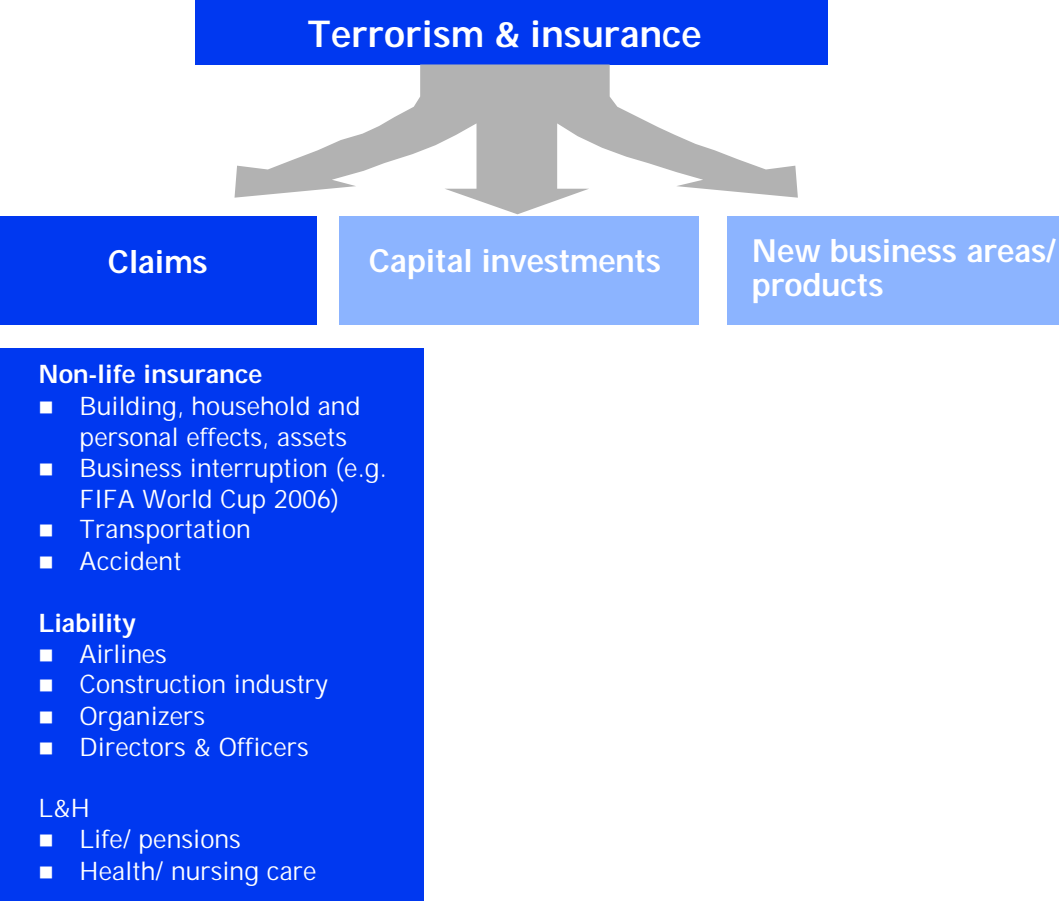 Terrorism & insurance
Claims
Capital investments
New business areas/
products
Non-life insurance
■ Building, household and
personal effects, assets
■ Business interruption (e.g.
FIFA World Cup 2006)
■ Transportation
■ Accident
Liability
■ Airlines
■ Construction industry
■ Organizers
■ Directors & Officers
L&H
■ Life/ pensions
■ Health/ nursing care